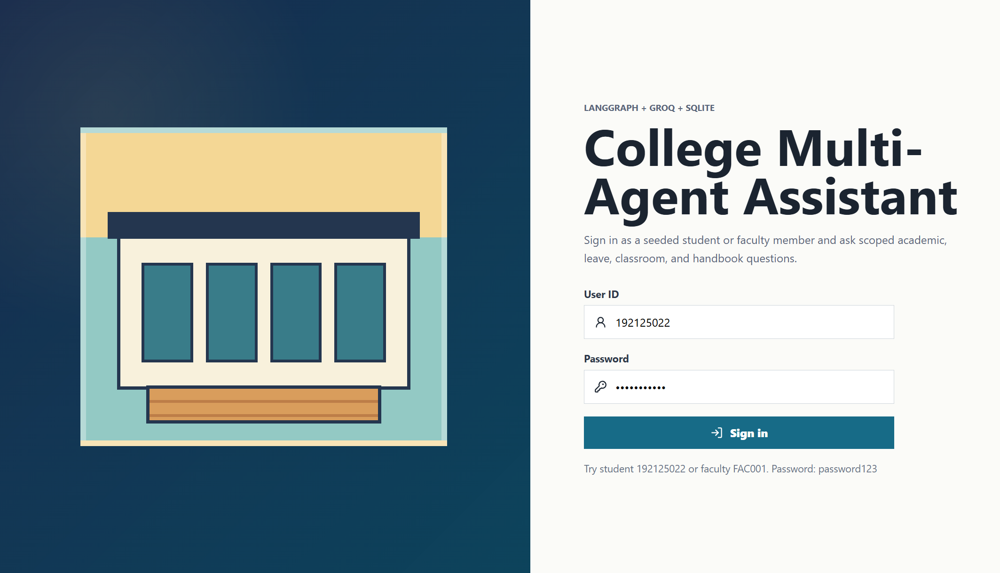 LANGGRAPH + GROQ + SQLITE
College Multi-
Agent Assistant
Sign in as a seeded student or faculty member and ask scoped academic,
leave, classroom, and handbook questions.
User ID
192125022
Password
•••••••••••
Sign in
Try student 192125022 or faculty FAC001. Password: password123